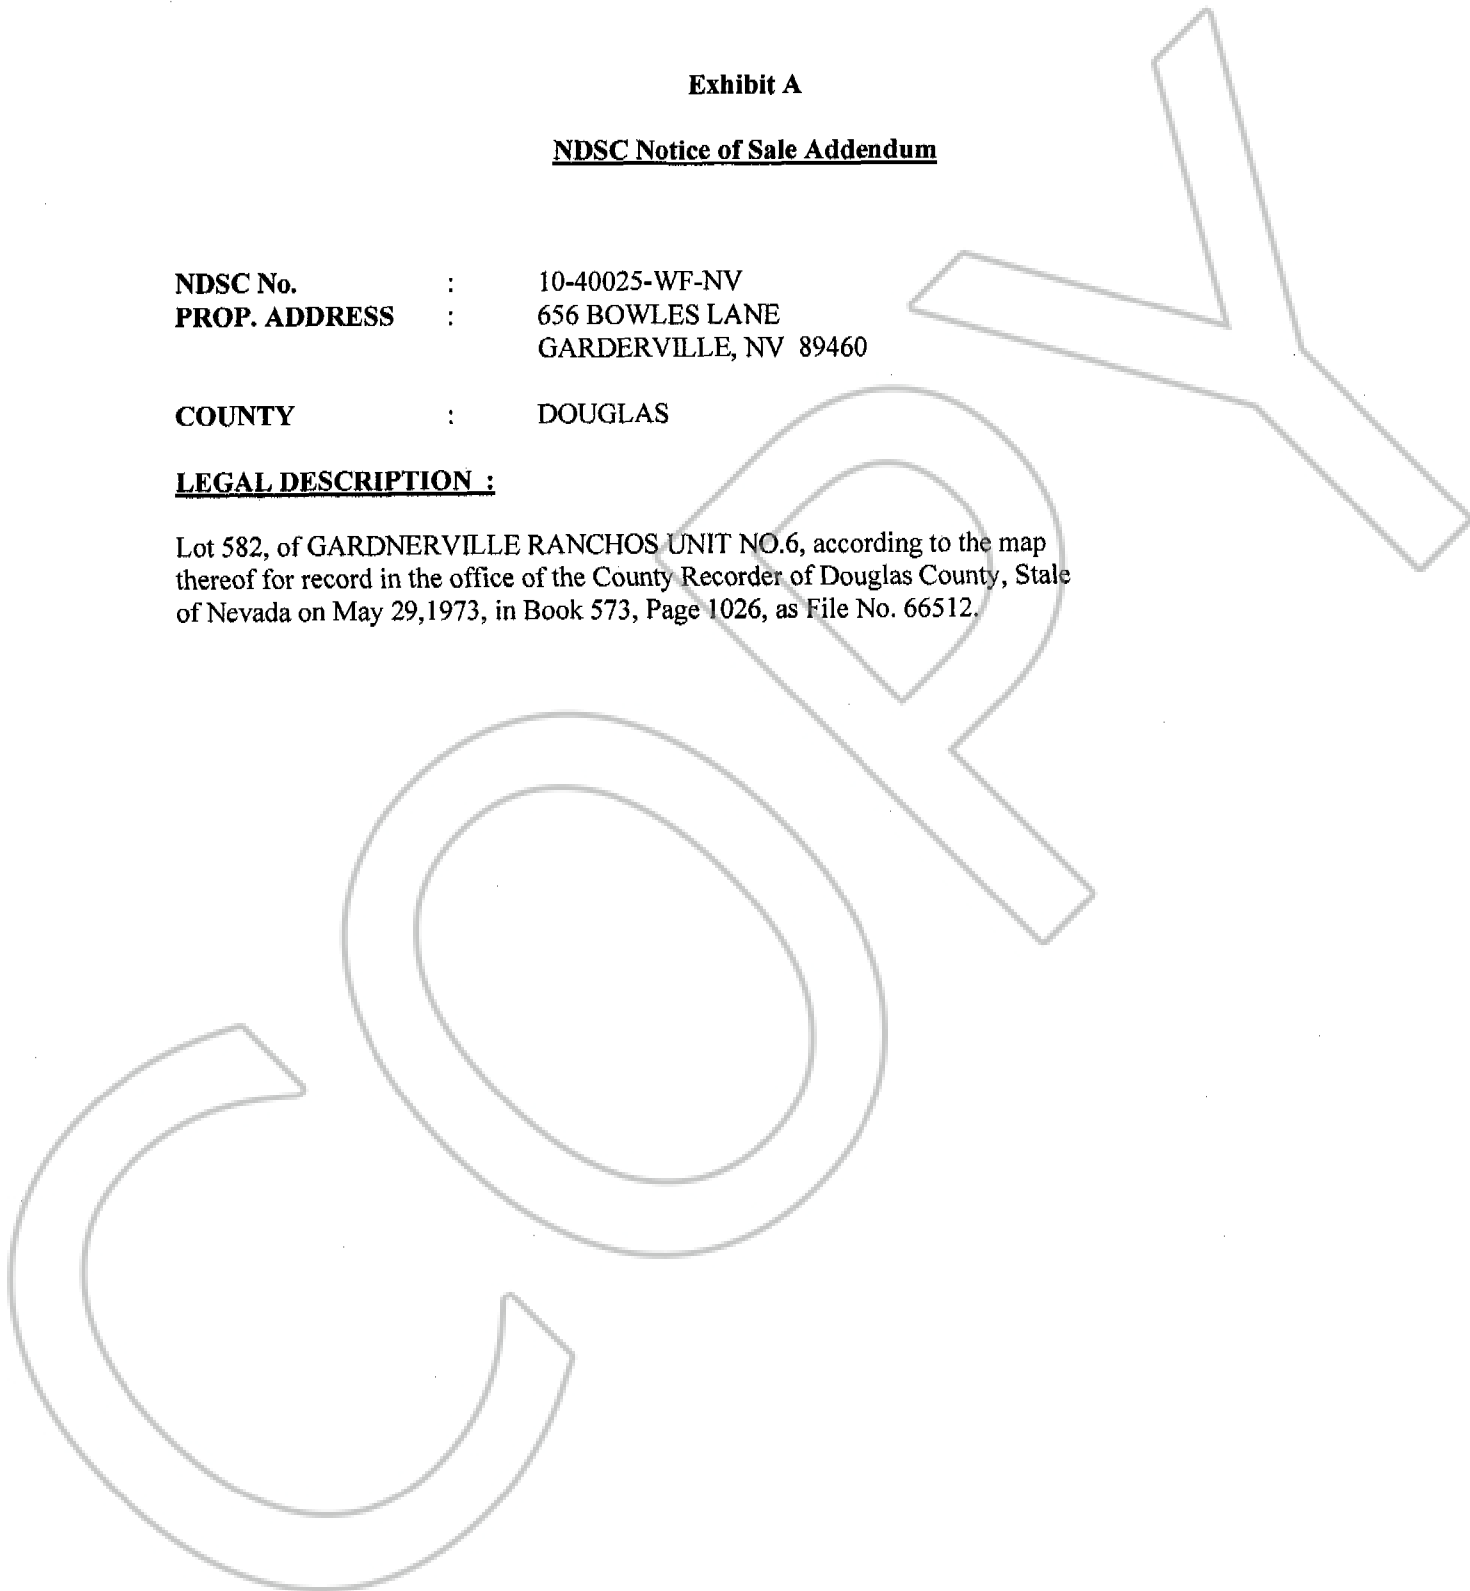 Exhibit A
NDSC Notice of Sale Addendum
NDSC No. : 10-40025-WF-NV
PROP. ADDRESS : 656 BOWLES LANE
GARDERVILLE, NV 89460
COUNTY : DOUGLAS
LEGAL DESCRIPTION :
Lot 582, of GARDNERVILLE RANCHOS UNIT NO.6, according to the map
thereof for record in the office of the County Recorder of Douglas County, Stale
of Nevada on May 29,1973, in Book 573, Page 1026, as File No. 66512.
COPY